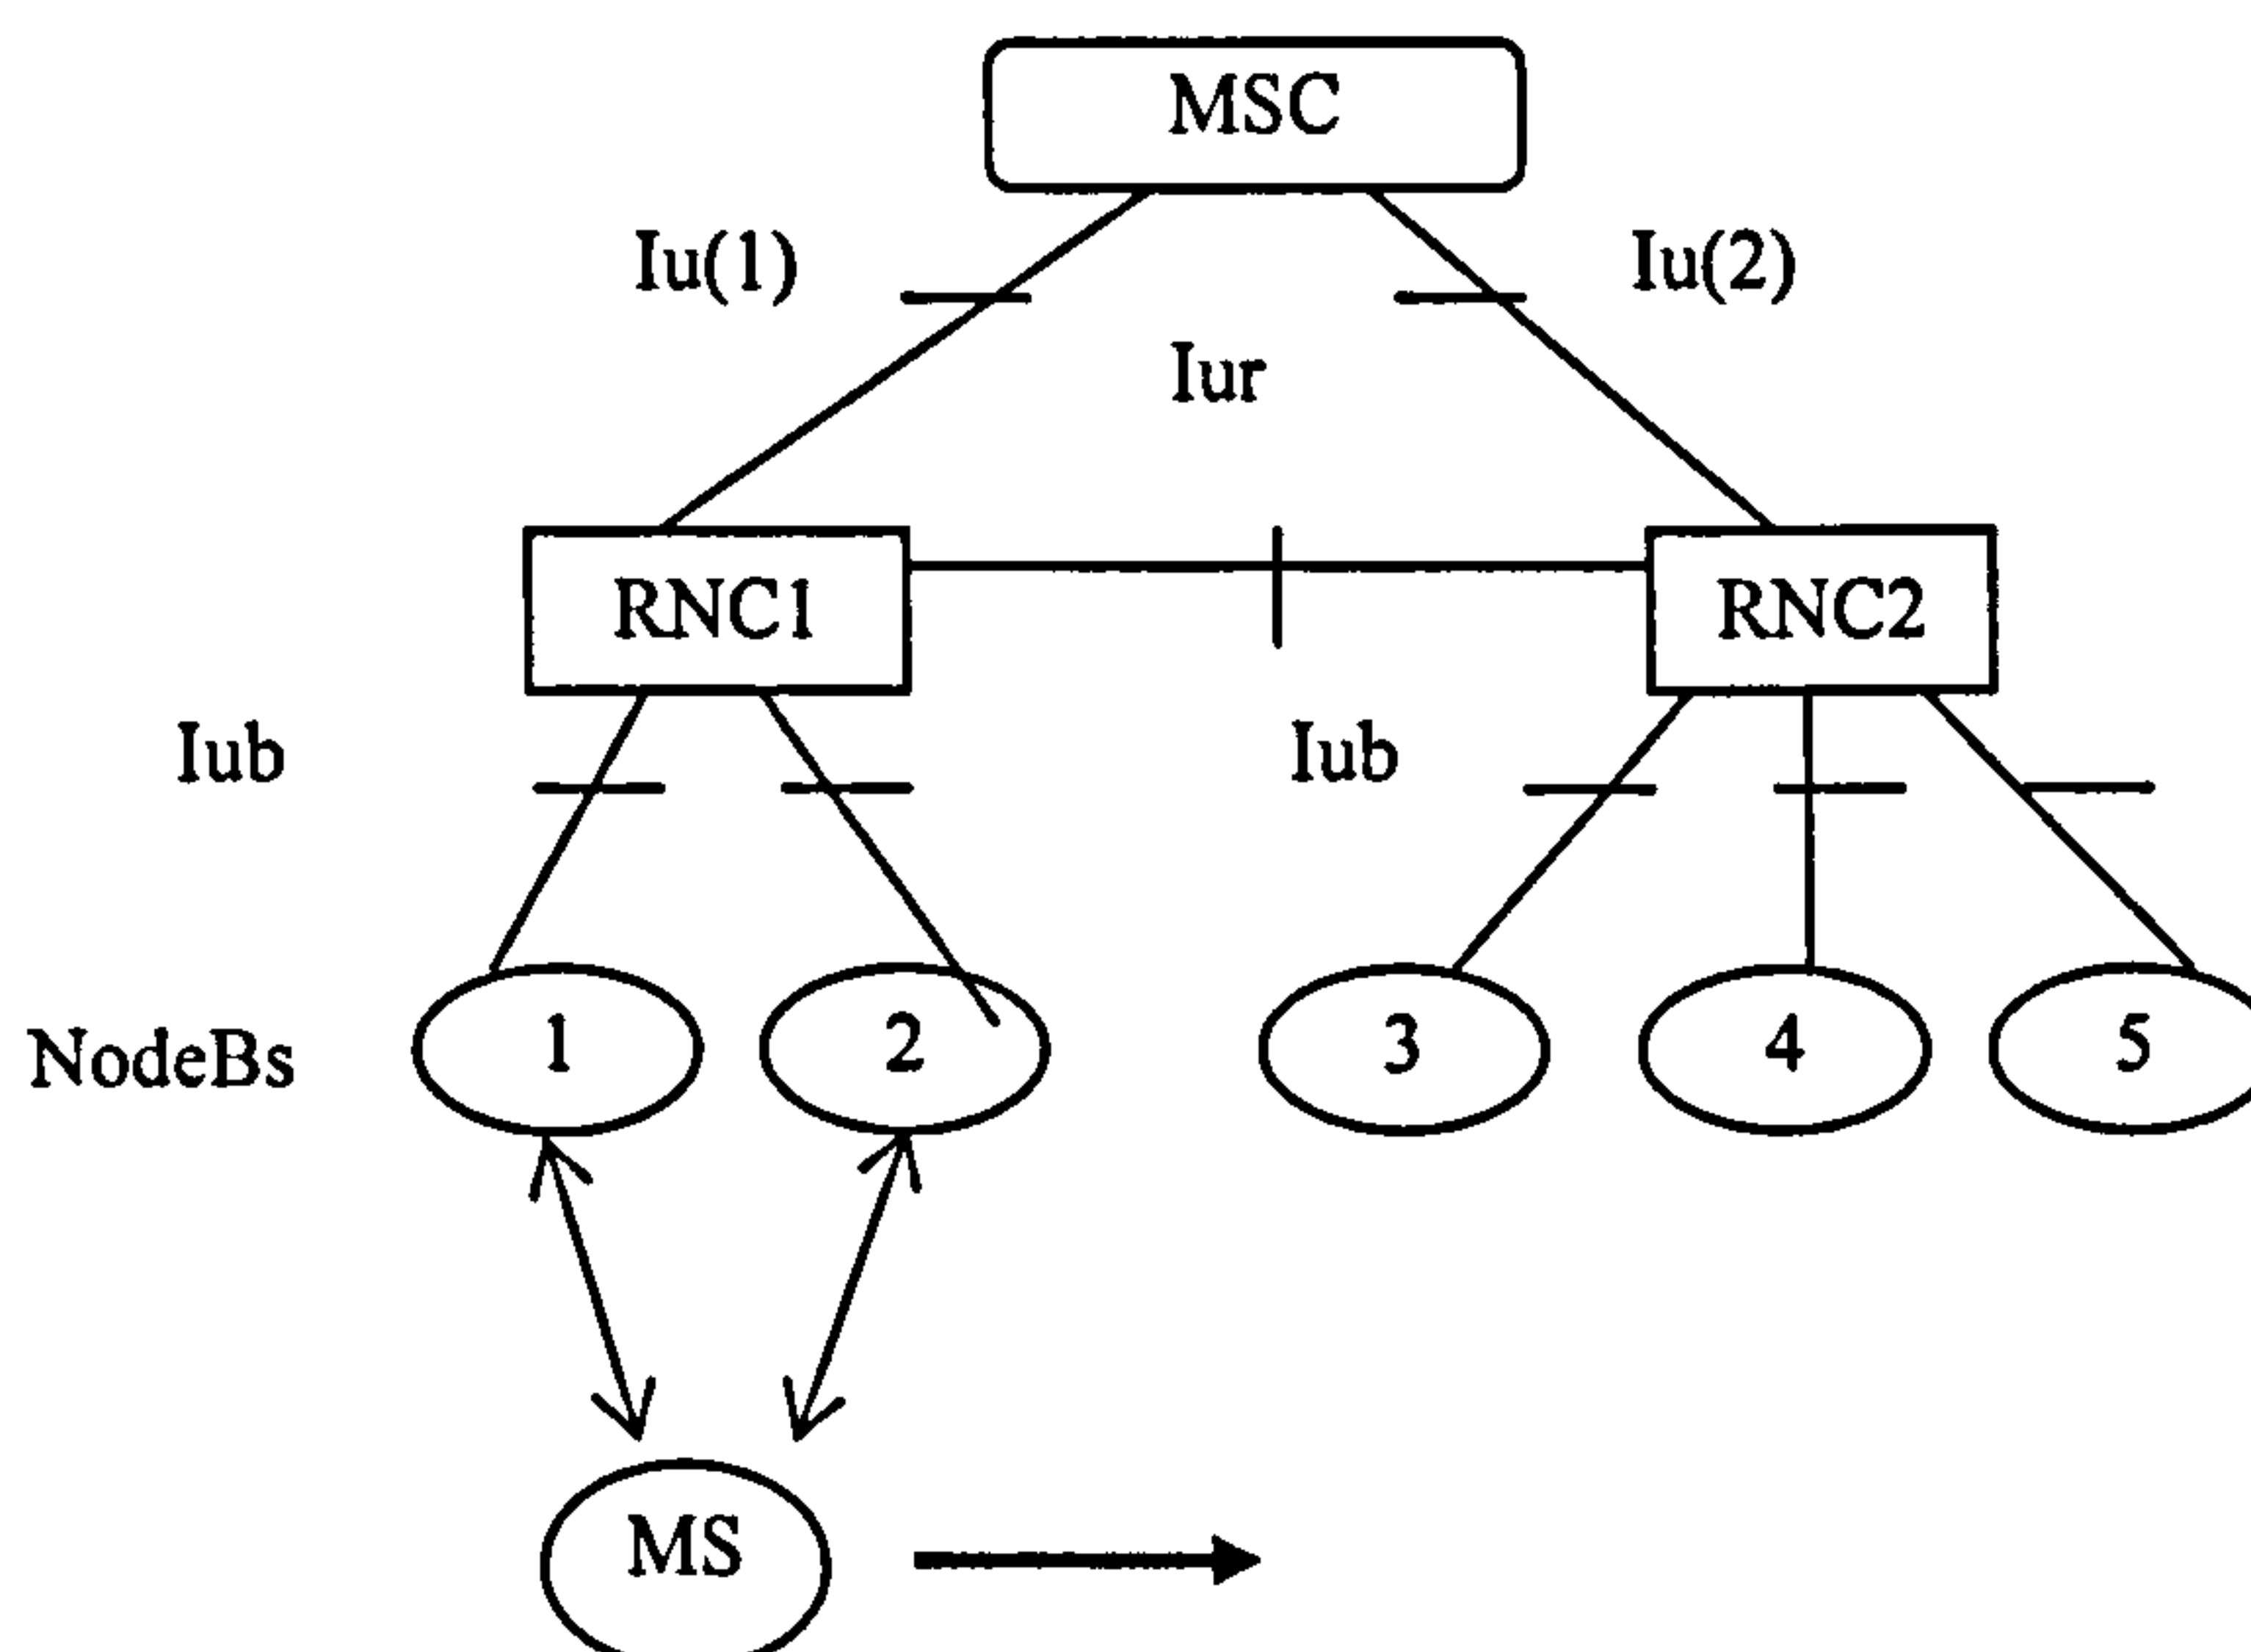 MSC
Iu(1)
Iu(2)
Iur
RNC1
RNC2
Iub
Iub
NodeBs
1
2
3
4
5
MS